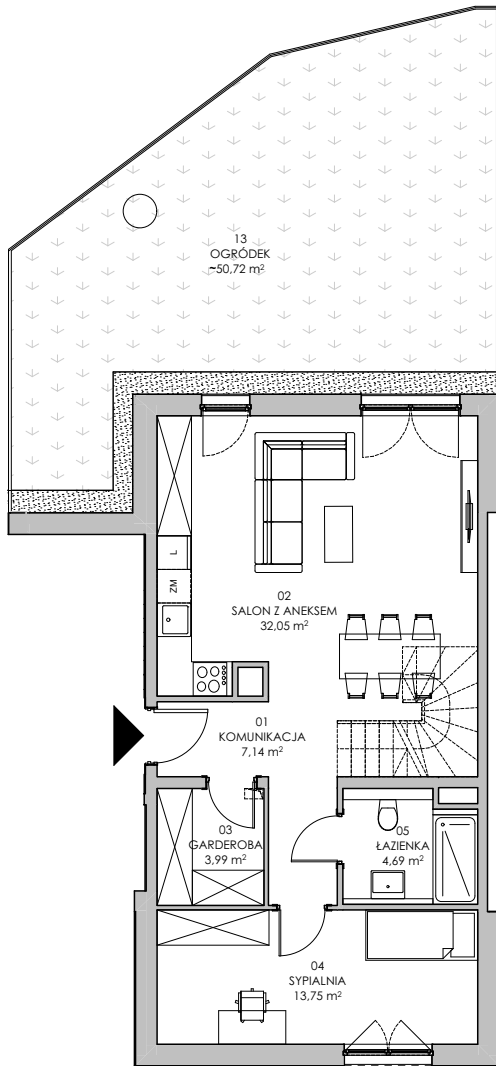 13
OGRÓDEK
~50,72 m²
L
ZM
02
SALON Z ANEKSEM
32,05 m²
01
KOMUNIKACJA
7,14 m²
03
GARDEROBA
3,99 m²
05
ŁAZIENKA
4,69 m²
04
SYPIALNIA
13,75 m²